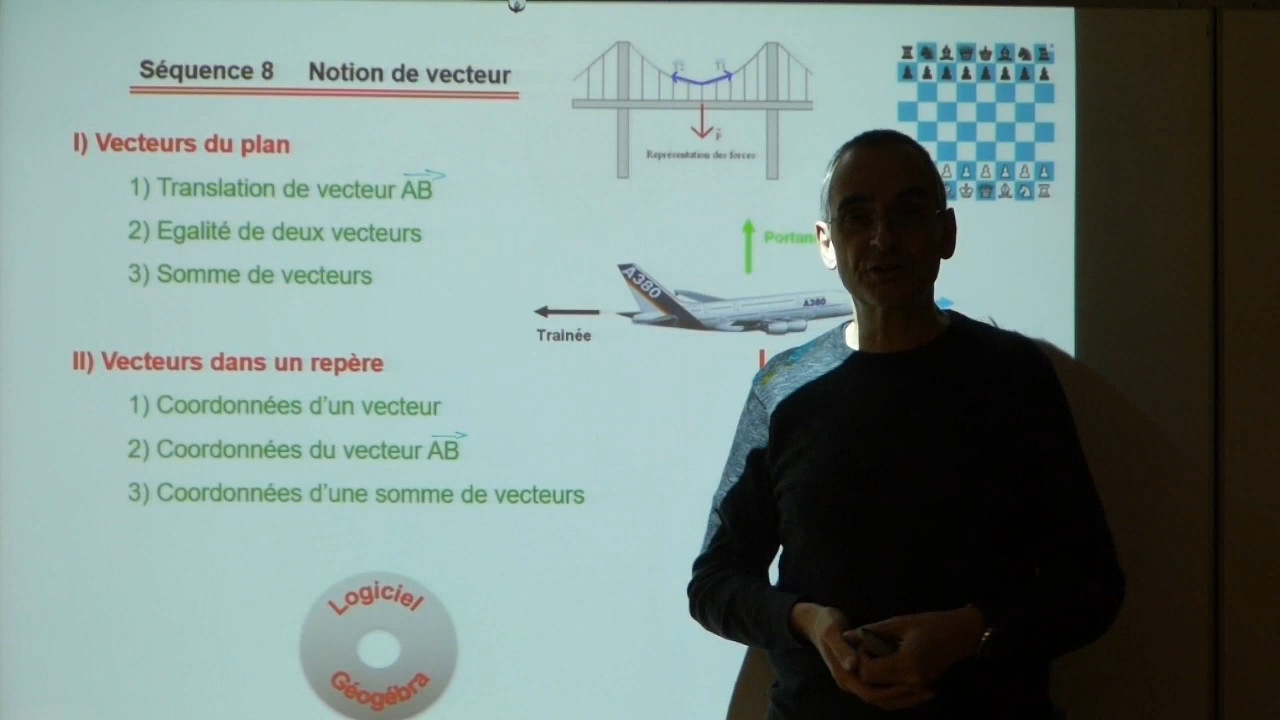 Séquence 8 Notion de vecteur
I) Vecteurs du plan
1) Translation de vecteur AB
2) Egalité de deux vecteurs
3) Somme de vecteurs
II) Vecteurs dans un repère
1) Coordonnées d'un vecteur
2) Coordonnées du vecteur AB
3) Coordonnées d'une somme de vecteurs
Logiciel
Géogébra
P
Représentation des forces
Portan
A380
A380
Trainée